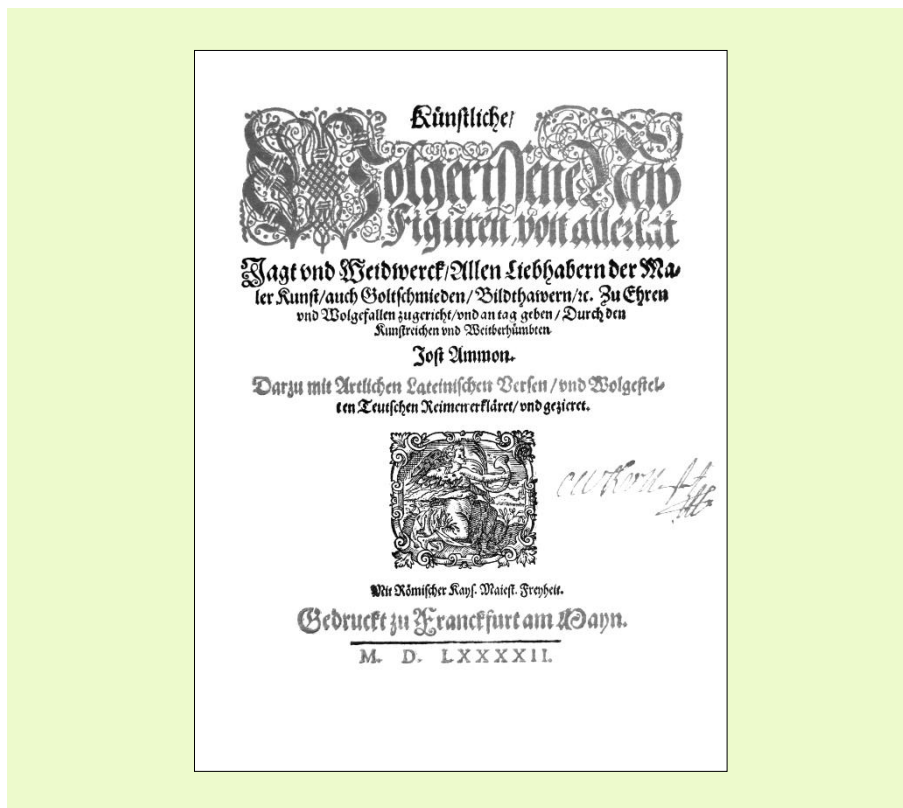 Künstliche/
Wolgerissene New
Figuren von allerlai
Jagt vnd Weidwerck/Allen Liebhabern der Ma-
ler Kunst/auch Goltschmieden/Bildthawern/ꝛc. Zu Ehren
vnd Wolgefallen zugericht/vnd an tag geben/Durch den
Kunstreichen vnd Weitberhümbten
Jost Ammon.
Darzu mit Artlichen Lateinischen Versen/vnd Wolgestel-
ten Teutschen Reimen erkläret/vnd gezieret.
Mit Römischer Kays. Maiest. Freyheit.
Gedruckt zu Franckfurt am Mayn.
M. D. LXXXXII.